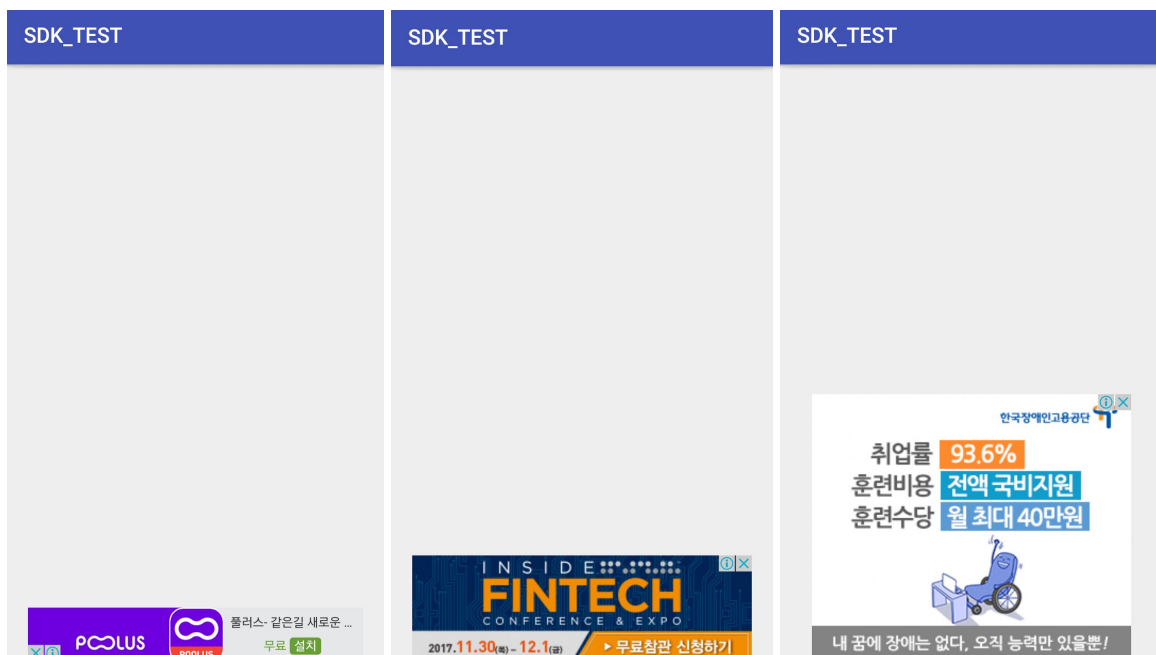 SDK_TEST
POOLUS
POOLUS
풀러스- 같은길 새로운 ...
무료 설치
SDK_TEST
INSIDE
FINTECH
CONFERENCE & EXPO
2017.11.30(목) – 12.1(금)
▸ 무료참관 신청하기
SDK_TEST
한국장애인고용공단
취업률 93.6%
훈련비용 전액 국비지원
훈련수당 월 최대 40만원
내 꿈에 장애는 없다, 오직 능력만 있을뿐!